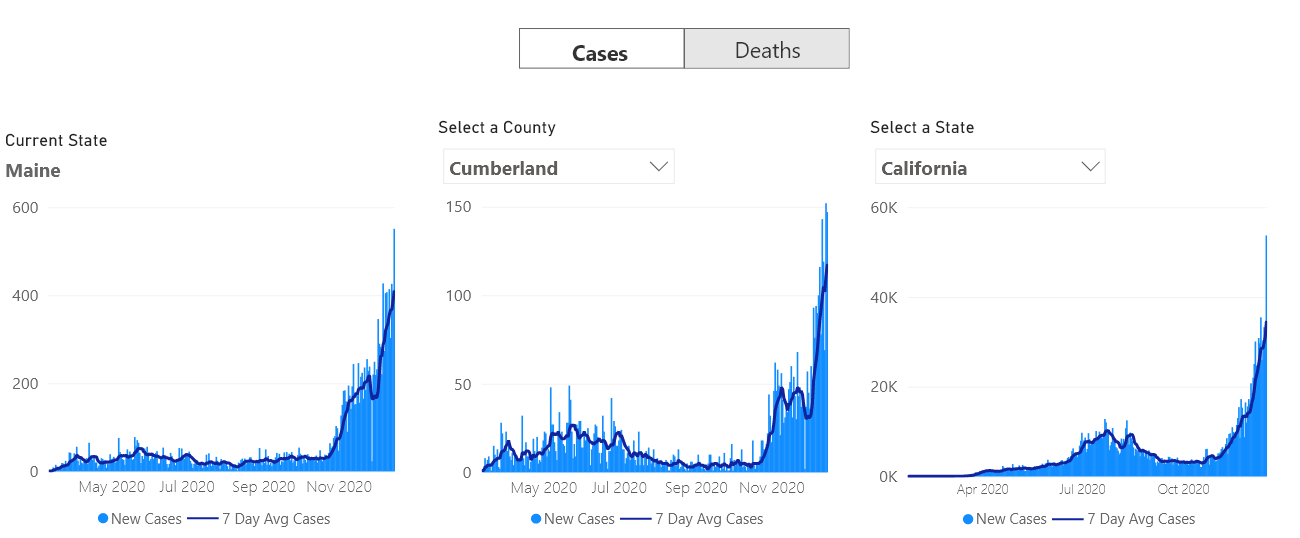 Cases Deaths
Current State
Maine
600
400
200
0
May 2020 Jul 2020 Sep 2020 Nov 2020
New Cases 7 Day Avg Cases
Select a County
Cumberland
150
100
50
0
May 2020 Jul 2020 Sep 2020 Nov 2020
New Cases 7 Day Avg Cases
Select a State
California
60K
40K
20K
0K
Apr 2020 Jul 2020 Oct 2020
New Cases 7 Day Avg Cases